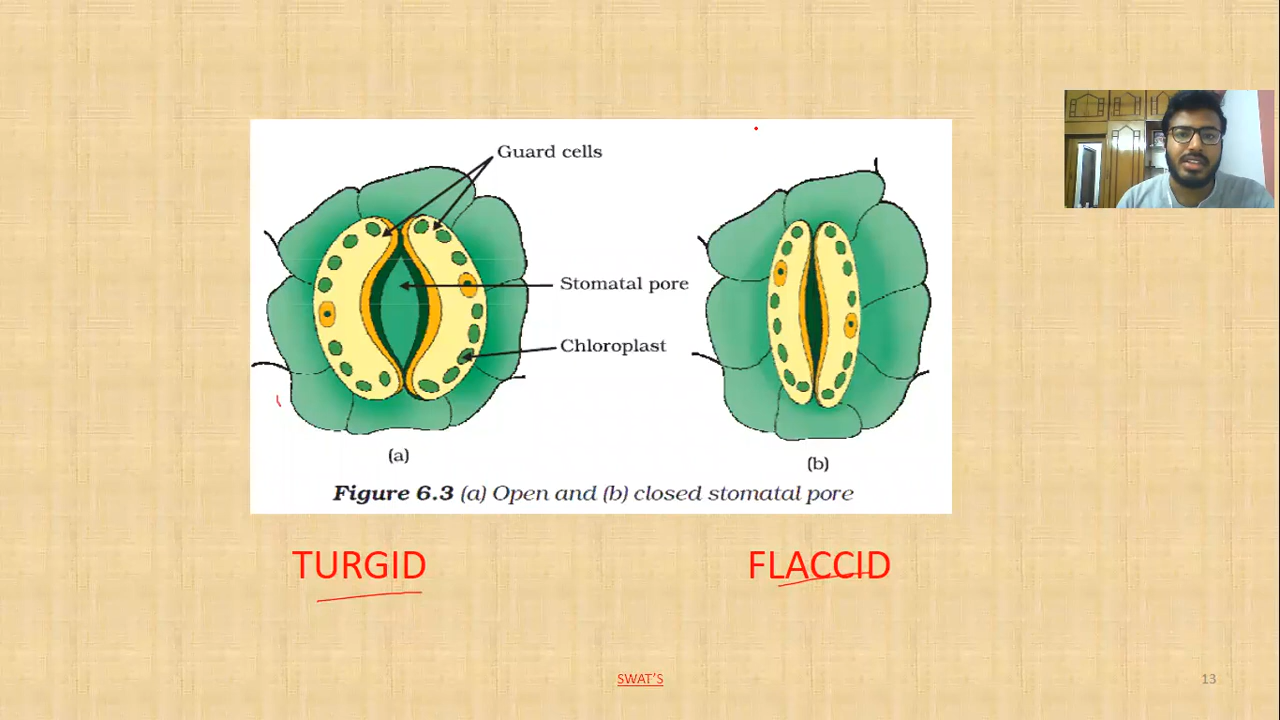 Guard cells
Stomatal pore
Chloroplast
(a)
(b)
Figure 6.3 (a) Open and (b) closed stomatal pore
TURGID
FLACCID
SWAT'S
13